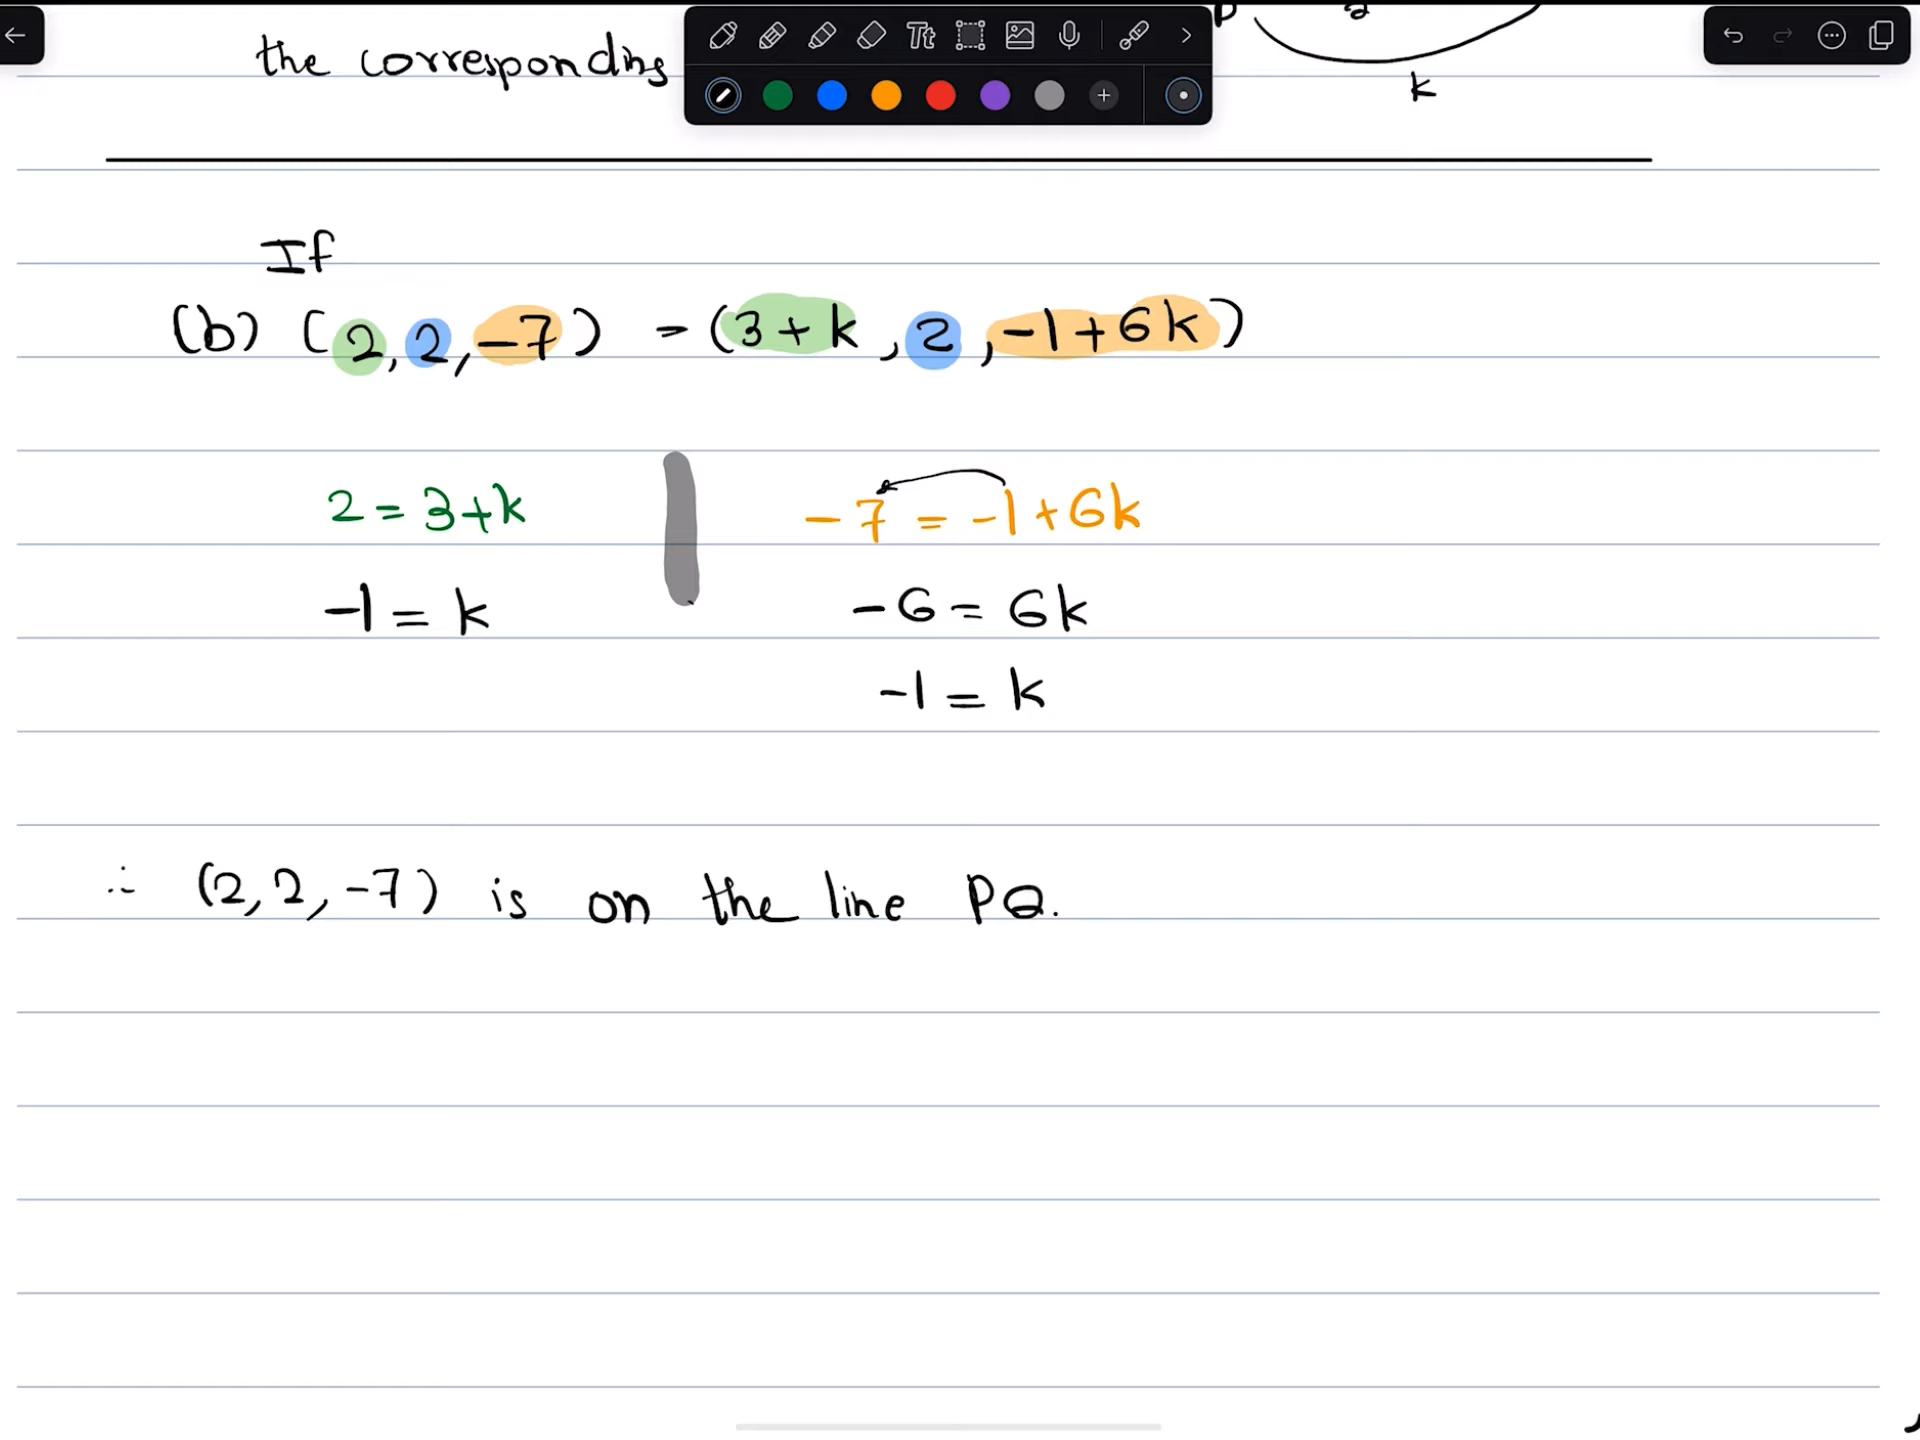 the corresponding
k
If
(b) (2, 2, -7) = (3+k, 2, -1+6k)
2 = 3+k
-7 = -1+6k
-1 = k
-6 = 6k
-1 = k
∴ (2, 2, -7) is on the line PQ.